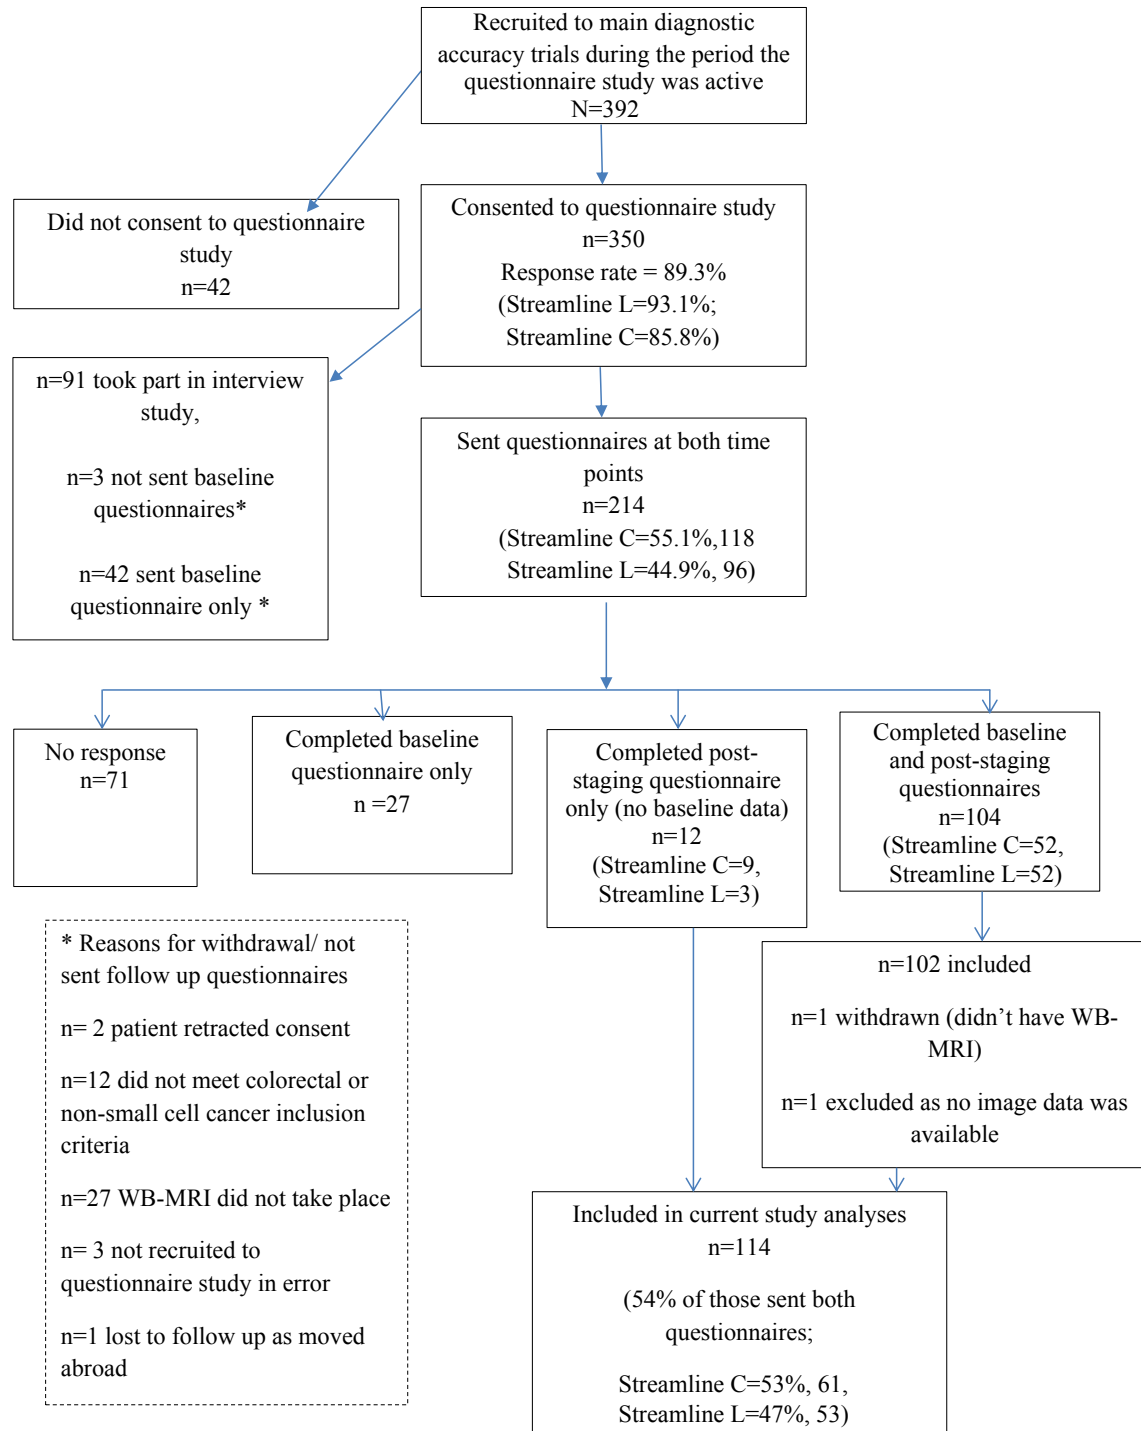 Recruited to main diagnostic
accuracy trials during the period the
questionnaire study was active
N=392
Did not consent to questionnaire
study
n=42
Consented to questionnaire study
n=350
Response rate = 89.3%
(Streamline L=93.1%;
Streamline C=85.8%)
n=91 took part in interview
study,
n=3 not sent baseline
questionnaires*
n=42 sent baseline
questionnaire only *
Sent questionnaires at both time
points
n=214
(Streamline C=55.1%,118
Streamline L=44.9%, 96)
No response
n=71
Completed baseline
questionnaire only
n =27
Completed post-
staging questionnaire
only (no baseline data)
n=12
(Streamline C=9,
Streamline L=3)
Completed baseline
and post-staging
questionnaires
n=104
(Streamline C=52,
Streamline L=52)
* Reasons for withdrawal/ not
sent follow up questionnaires
n= 2 patient retracted consent
n=12 did not meet colorectal or
non-small cell cancer inclusion
criteria
n=27 WB-MRI did not take place
n= 3 not recruited to
questionnaire study in error
n=1 lost to follow up as moved
abroad
n=102 included
n=1 withdrawn (didn’t have WB-
MRI)
n=1 excluded as no image data was
available
Included in current study analyses
n=114
(54% of those sent both
questionnaires;
Streamline C=53%, 61,
Streamline L=47%, 53)